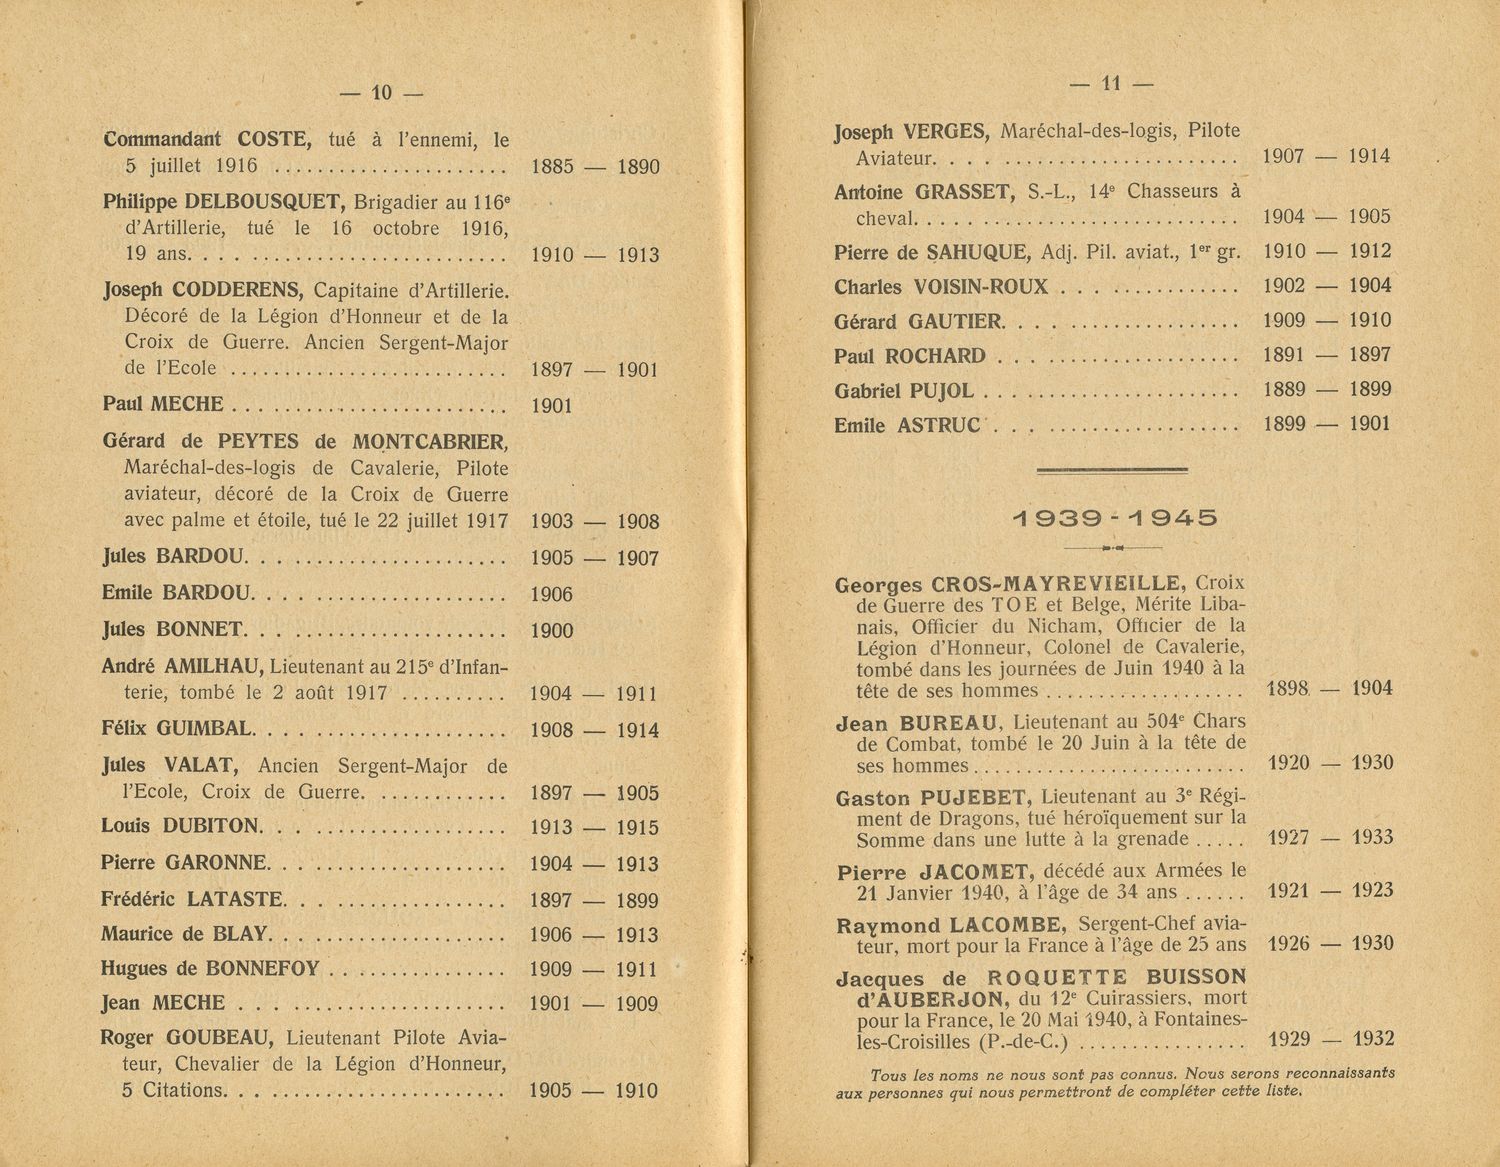 — 10 —
Commandant COSTE, tué à l'ennemi, le
5 juillet 1916 ...................... 1885 — 1890
Philippe DELBOUSQUET, Brigadier au 116e
d'Artillerie, tué le 16 octobre 1916,
19 ans. ............................ 1910 — 1913
Joseph CODDERENS, Capitaine d'Artillerie.
Décoré de la Légion d'Honneur et de la
Croix de Guerre. Ancien Sergent-Major
de l'Ecole .......................... 1897 — 1901
Paul MECHE .......................... 1901
Gérard de PEYTES de MONTCABRIER,
Maréchal-des-logis de Cavalerie, Pilote
aviateur, décoré de la Croix de Guerre
avec palme et étoile, tué le 22 juillet 1917 1903 — 1908
Jules BARDOU. ........................ 1905 — 1907
Emile BARDOU. ........................ 1906
Jules BONNET. ........................ 1900
André AMILHAU, Lieutenant au 215e d'Infan-
terie, tombé le 2 août 1917 .......... 1904 — 1911
Félix GUIMBAL. ....................... 1908 — 1914
Jules VALAT, Ancien Sergent-Major de
l'Ecole, Croix de Guerre. ............ 1897 — 1905
Louis DUBITON. ....................... 1913 — 1915
Pierre GARONNE. ...................... 1904 — 1913
Frédéric LATASTE. .................... 1897 — 1899
Maurice de BLAY. ..................... 1906 — 1913
Hugues de BONNEFOY ................. 1909 — 1911
Jean MECHE .......................... 1901 — 1909
Roger GOUBEAU, Lieutenant Pilote Avia-
teur, Chevalier de la Légion d'Honneur,
5 Citations. ......................... 1905 — 1910
— 11 —
Joseph VERGES, Maréchal-des-logis, Pilote
Aviateur. ........................... 1907 — 1914
Antoine GRASSET, S.-L., 14e Chasseurs à
cheval. ............................. 1904 — 1905
Pierre de SAHUQUE, Adj. Pil. aviat., 1er gr. 1910 — 1912
Charles VOISIN-ROUX ................ 1902 — 1904
Gérard GAUTIER. ..................... 1909 — 1910
Paul ROCHARD ....................... 1891 — 1897
Gabriel PUJOL ........................ 1889 — 1899
Emile ASTRUC ....................... 1899 — 1901
1939-1945
Georges CROS-MAYREVIEILLE, Croix
de Guerre des TOE et Belge, Mérite Liba-
nais, Officier du Nicham, Officier de la
Légion d'Honneur, Colonel de Cavalerie,
tombé dans les journées de Juin 1940 à la
tête de ses hommes ................... 1898 — 1904
Jean BUREAU, Lieutenant au 504e Chars
de Combat, tombé le 20 Juin à la tête de
ses hommes .......................... 1920 — 1930
Gaston PUJEBET, Lieutenant au 3e Régi-
ment de Dragons, tué héroïquement sur la
Somme dans une lutte à la grenade ..... 1927 — 1933
Pierre JACOMET, décédé aux Armées le
21 Janvier 1940, à l'âge de 34 ans ...... 1921 — 1923
Raymond LACOMBE, Sergent-Chef avia-
teur, mort pour la France à l'âge de 25 ans 1926 — 1930
Jacques de ROQUETTE BUISSON
d'AUBERJON, du 12e Cuirassiers, mort
pour la France, le 20 Mai 1940, à Fontaines-
les-Croisilles (P.-de-C.) ................ 1929 — 1932
Tous les noms ne nous sont pas connus. Nous serons reconnaissants
aux personnes qui nous permettront de compléter cette liste.